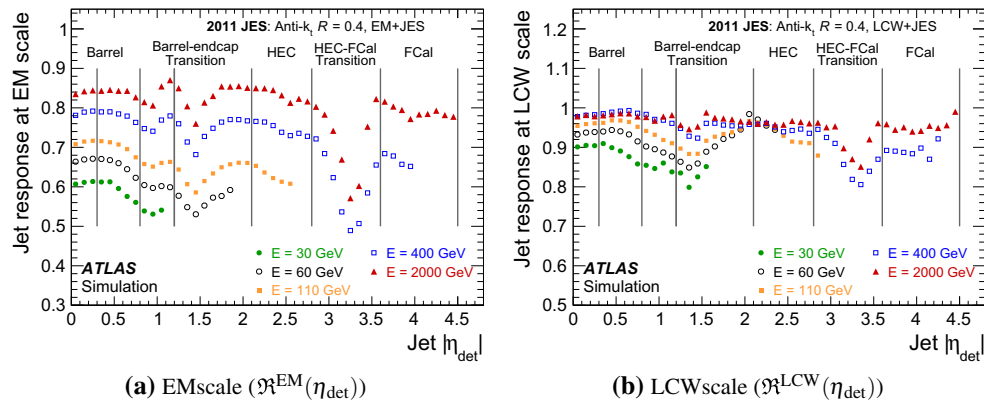 2011 JES: Anti-kt R = 0.4, EM+JES
Barrel
Barrel-endcap
Transition
HEC
HEC-FCal
Transition
FCal
Jet response at EM scale
1
0.9
0.8
0.7
0.6
0.5
0.4
0.3
ATLAS
Simulation
E = 30 GeV
E = 60 GeV
E = 110 GeV
E = 400 GeV
E = 2000 GeV
0 0.5 1 1.5 2 2.5 3 3.5 4 4.5
Jet |ηdet|
(a) EMscale (ℜ^EM(ηdet))
2011 JES: Anti-kt R = 0.4, LCW+JES
Barrel
Barrel-endcap
Transition
HEC
HEC-FCal
Transition
FCal
Jet response at LCW scale
1.2
1.1
1
0.9
0.8
0.7
0.6
0.5
ATLAS
Simulation
E = 30 GeV
E = 60 GeV
E = 110 GeV
E = 400 GeV
E = 2000 GeV
0 0.5 1 1.5 2 2.5 3 3.5 4 4.5
Jet |ηdet|
(b) LCWscale (ℜ^LCW(ηdet))